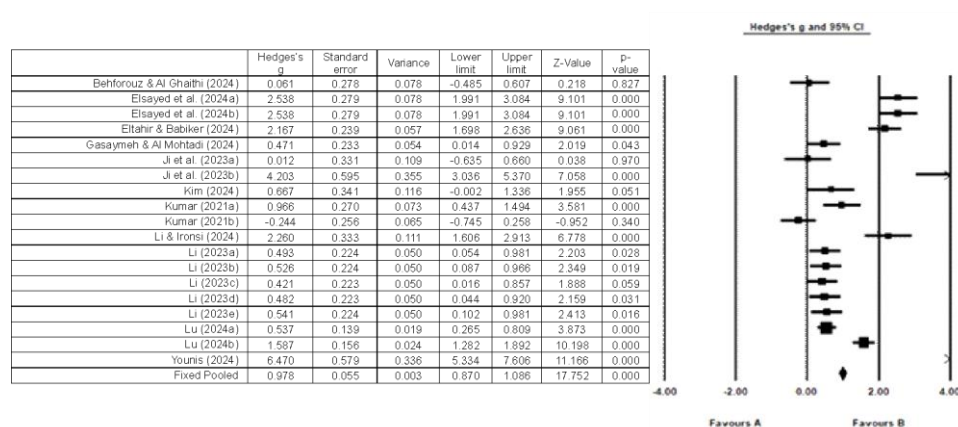 Hedges's g and 95% CI
Hedges's g Standard error Variance Lower limit Upper limit Z-Value p-value
Behforouz & Al Ghaithi (2024) 0.061 0.278 0.078 -0.485 0.607 0.218 0.827
Elsayed et al. (2024a) 2.538 0.279 0.078 1.991 3.084 9.101 0.000
Elsayed et al. (2024b) 2.538 0.279 0.078 1.991 3.084 9.101 0.000
Eltahir & Babiker (2024) 2.167 0.239 0.057 1.698 2.636 9.061 0.000
Gasaymeh & Al Mohtadi (2024) 0.471 0.233 0.054 0.014 0.929 2.019 0.043
Ji et al. (2023a) 0.012 0.331 0.109 -0.635 0.660 0.038 0.970
Ji et al. (2023b) 4.203 0.595 0.355 3.036 5.370 7.058 0.000
Kim (2024) 0.667 0.341 0.116 -0.002 1.336 1.955 0.051
Kumar (2021a) 0.966 0.270 0.073 0.437 1.494 3.581 0.000
Kumar (2021b) -0.244 0.256 0.065 -0.745 0.258 -0.952 0.340
Li & Ironsi (2024) 2.260 0.333 0.111 1.606 2.913 6.778 0.000
Li (2023a) 0.493 0.224 0.050 0.054 0.981 2.203 0.028
Li (2023b) 0.526 0.224 0.050 0.087 0.966 2.349 0.019
Li (2023c) 0.421 0.223 0.050 0.016 0.857 1.888 0.059
Li (2023d) 0.482 0.223 0.050 0.044 0.920 2.159 0.031
Li (2023e) 0.541 0.224 0.050 0.102 0.981 2.413 0.016
Lu (2024a) 0.537 0.139 0.019 0.265 0.809 3.873 0.000
Lu (2024b) 1.587 0.156 0.024 1.282 1.892 10.198 0.000
Younis (2024) 6.470 0.579 0.336 5.334 7.606 11.166 0.000
Fixed Pooled 0.978 0.055 0.003 0.870 1.086 17.752 0.000
-4.00 -2.00 0.00 2.00 4.00
Favours A Favours B